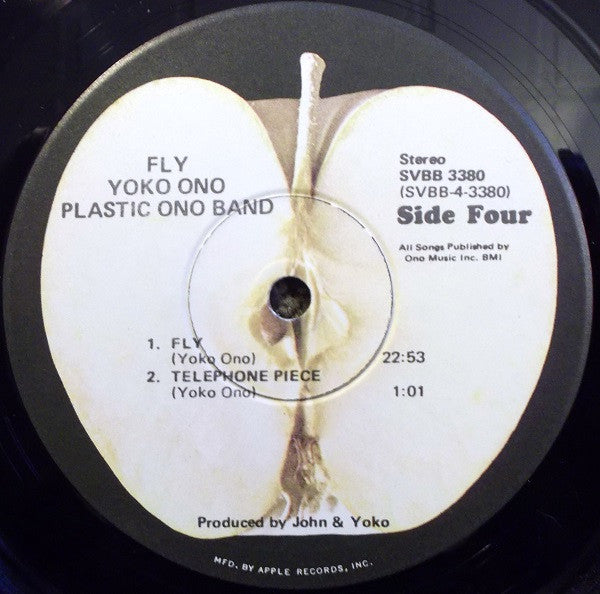 FLY
YOKO ONO
PLASTIC ONO BAND
Stereo
SVBB 3380
(SVBB-4-3380)
Side Four
All Songs Published by
Ono Music Inc. BMI
1. FLY
(Yoko Ono) 22:53
2. TELEPHONE PIECE
(Yoko Ono) 1:01
Produced by John & Yoko
MFD. BY APPLE RECORDS, INC.